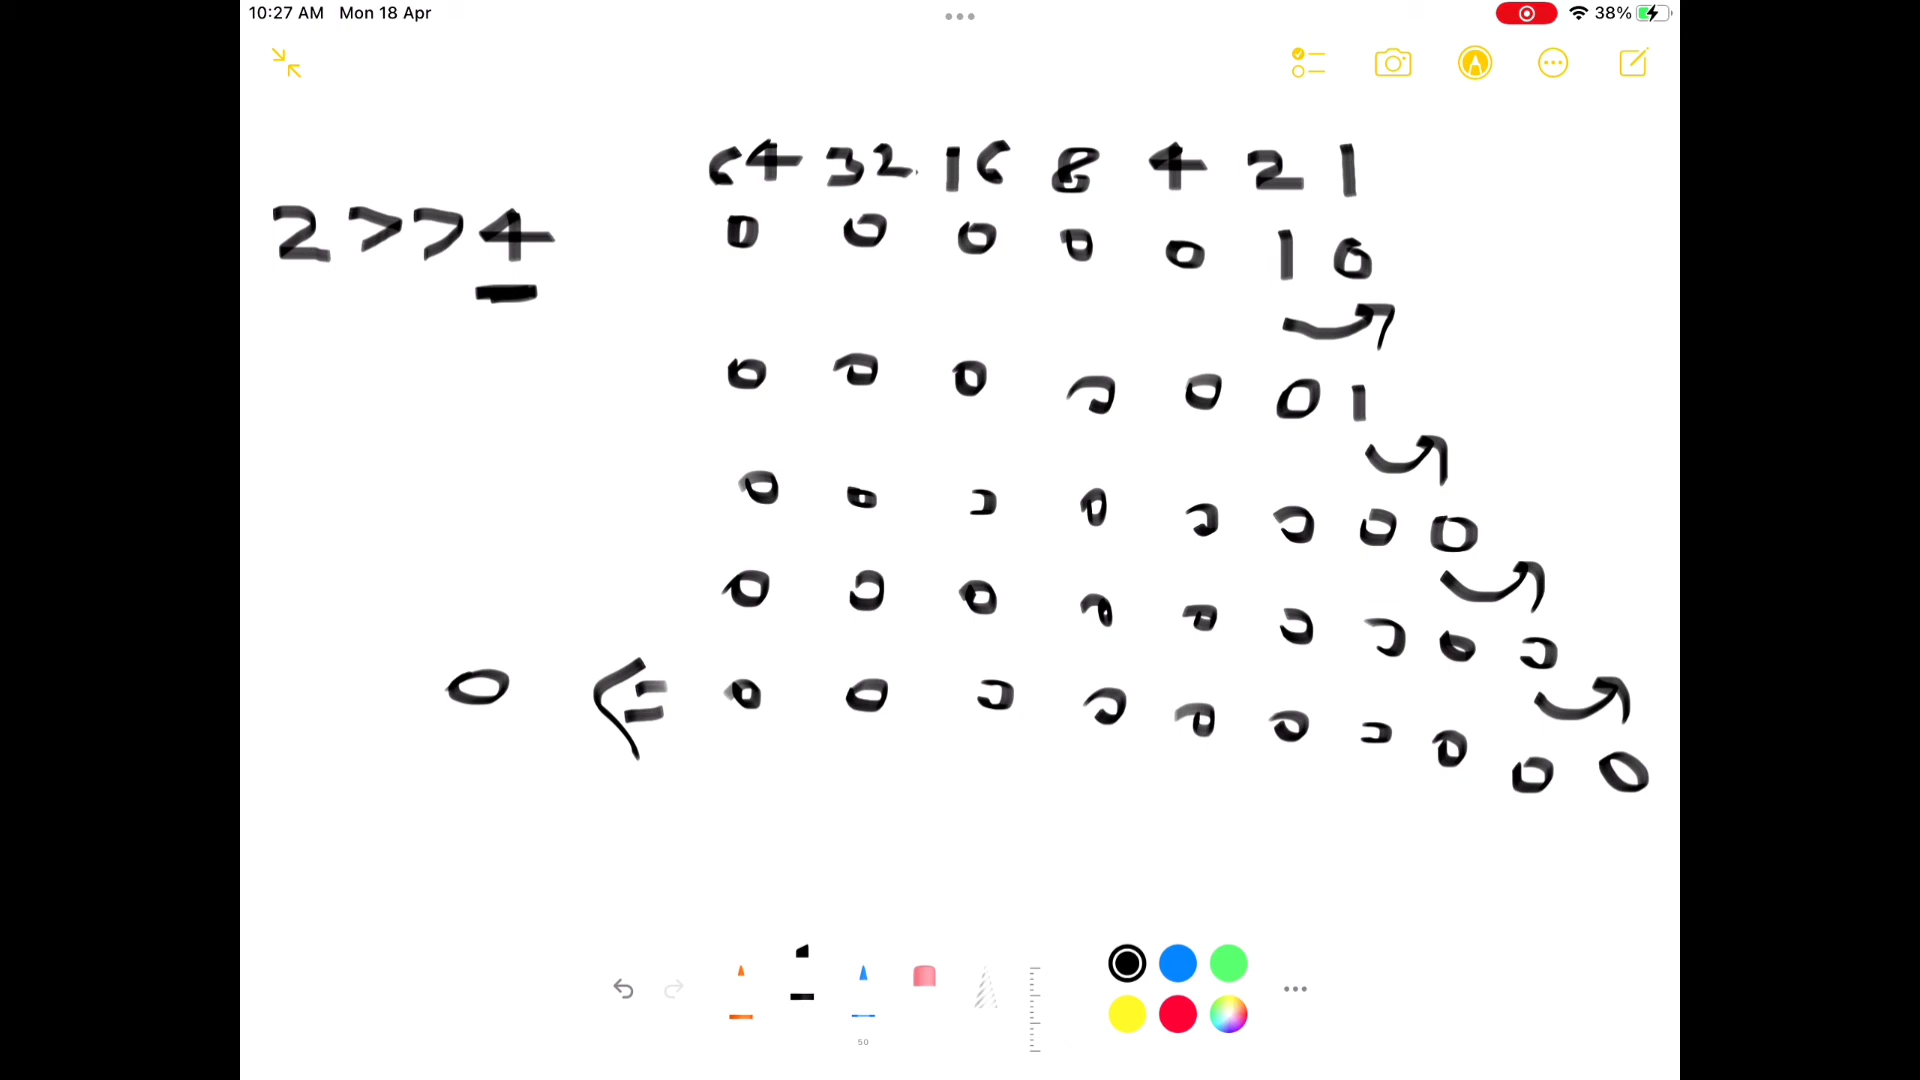 10:27 AM Mon 18 Apr
38%
64 32 16 8 4 2 1
2 >> 4
0 0 0 0 0 1 0
0 0 0 0 0 0 1
0 0 0 0 0 0 0 0
0 0 0 0 0 0 0 0 0
0 <= 0 0 0 0 0 0 0 0 0 0
50